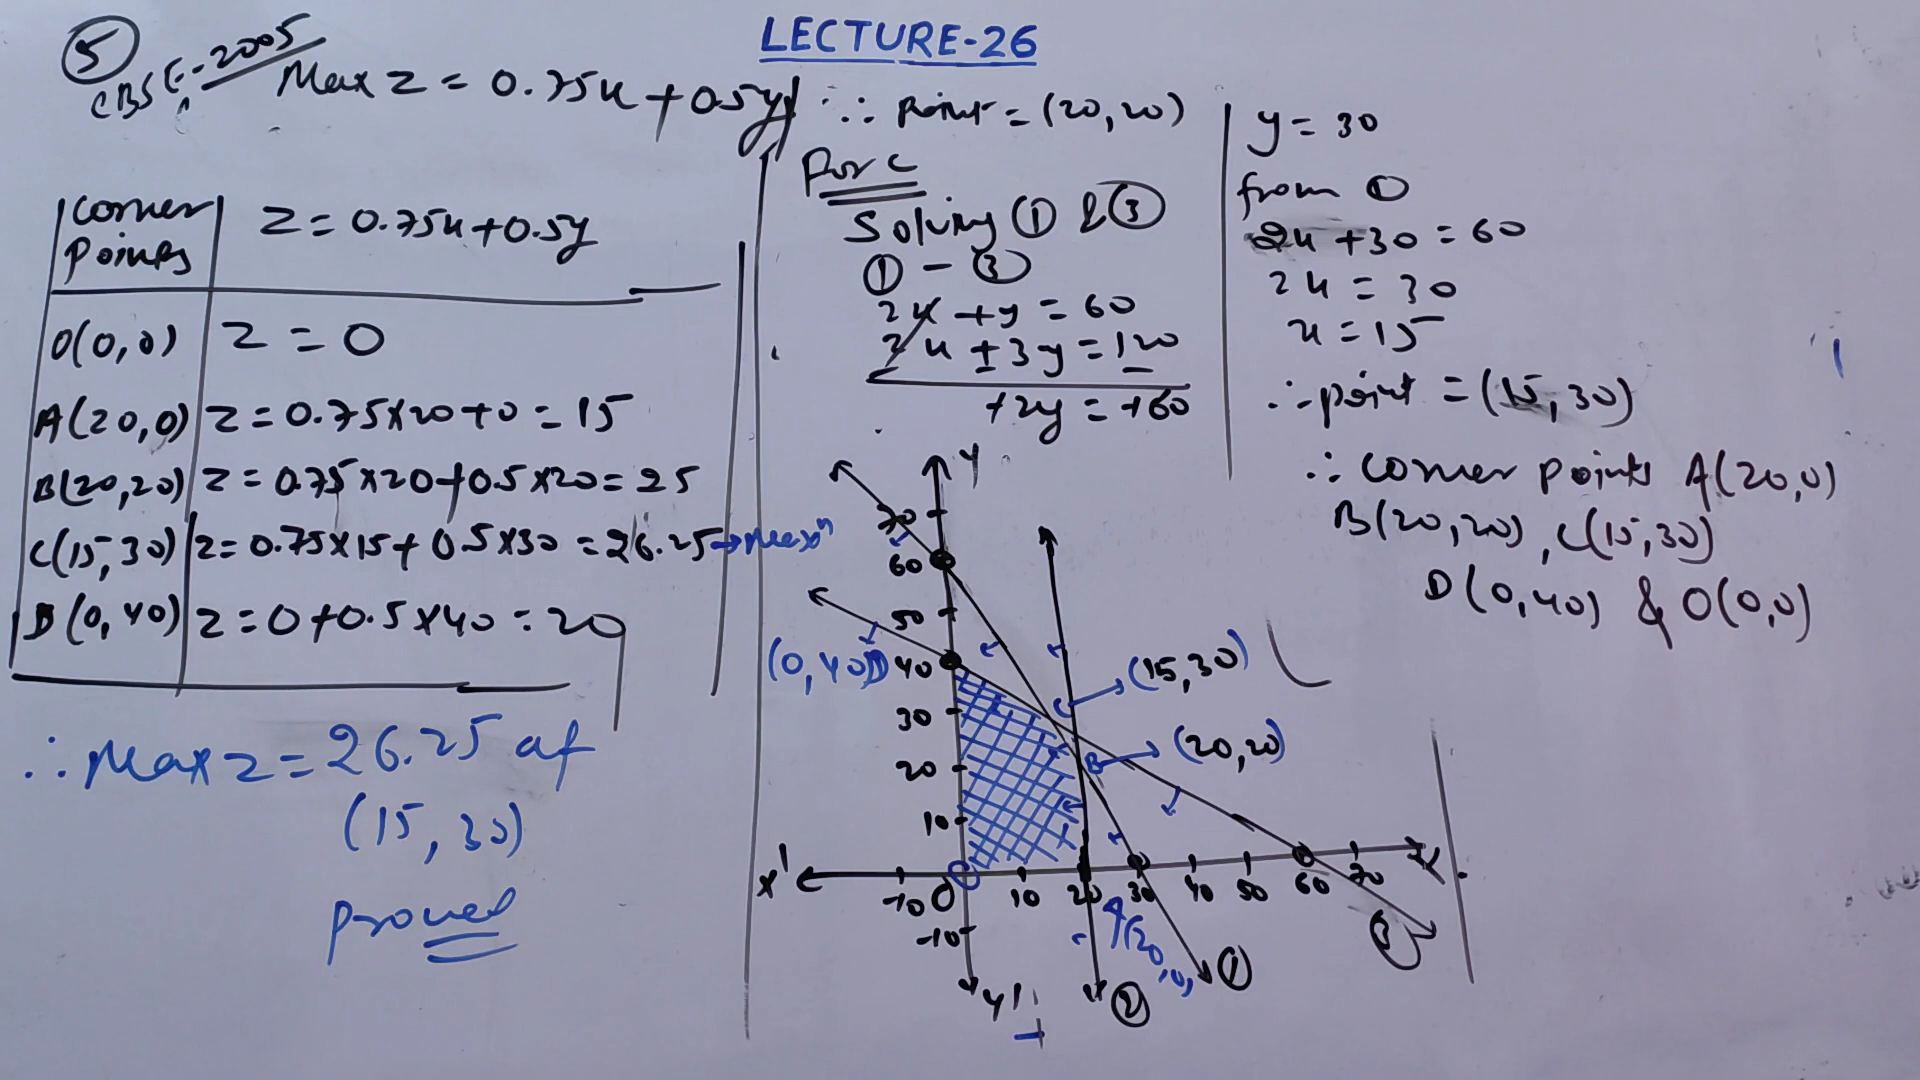 LECTURE-26
5
CBSE-2005
Max z = 0.75x + 0.5y
Corner Points
z = 0.75x + 0.5y
O(0,0) z = 0
A(20,0) z = 0.75×20+0 = 15
B(20,20) z = 0.75×20+0.5×20 = 25
C(15,30) z = 0.75×15+0.5×30 = 26.25 → Maxm
D(0,40) z = 0+0.5×40 = 20
∴ Max z = 26.25 at
(15, 30)
proved
∴ point = (20,20)
For C
Solving ① & ③
① - ③
2x + y = 60
2x + 3y = 120
+2y = +60
y = 30
from ①
2x + 30 = 60
2x = 30
x = 15
∴ point = (15, 30)
∴ corner points A(20,0)
B(20,20), C(15,30)
D(0,40) & O(0,0)
Y
70
60
50
(0,40) D 40
C → (15,30)
30
B → (20,20)
20
10
X' -10 O 10 20 30 40 50 60 70 X
A(20,0)
-10
Y'
② ① ③